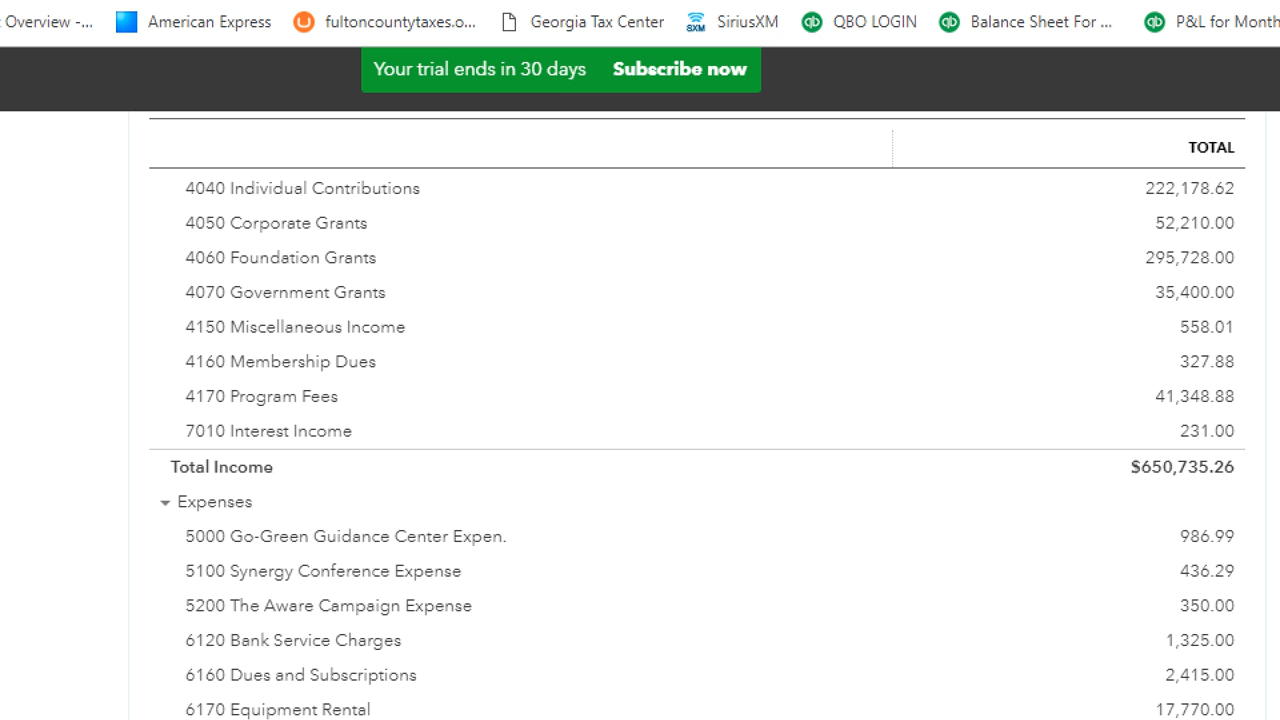 Overview -... American Express fultoncountytaxes.o... Georgia Tax Center SXM SiriusXM qb QBO LOGIN qb Balance Sheet For ... qb P&L for Month
Your trial ends in 30 days Subscribe now
TOTAL
4040 Individual Contributions 222,178.62
4050 Corporate Grants 52,210.00
4060 Foundation Grants 295,728.00
4070 Government Grants 35,400.00
4150 Miscellaneous Income 558.01
4160 Membership Dues 327.88
4170 Program Fees 41,348.88
7010 Interest Income 231.00
Total Income $650,735.26
Expenses
5000 Go-Green Guidance Center Expen. 986.99
5100 Synergy Conference Expense 436.29
5200 The Aware Campaign Expense 350.00
6120 Bank Service Charges 1,325.00
6160 Dues and Subscriptions 2,415.00
6170 Equipment Rental 17,770.00